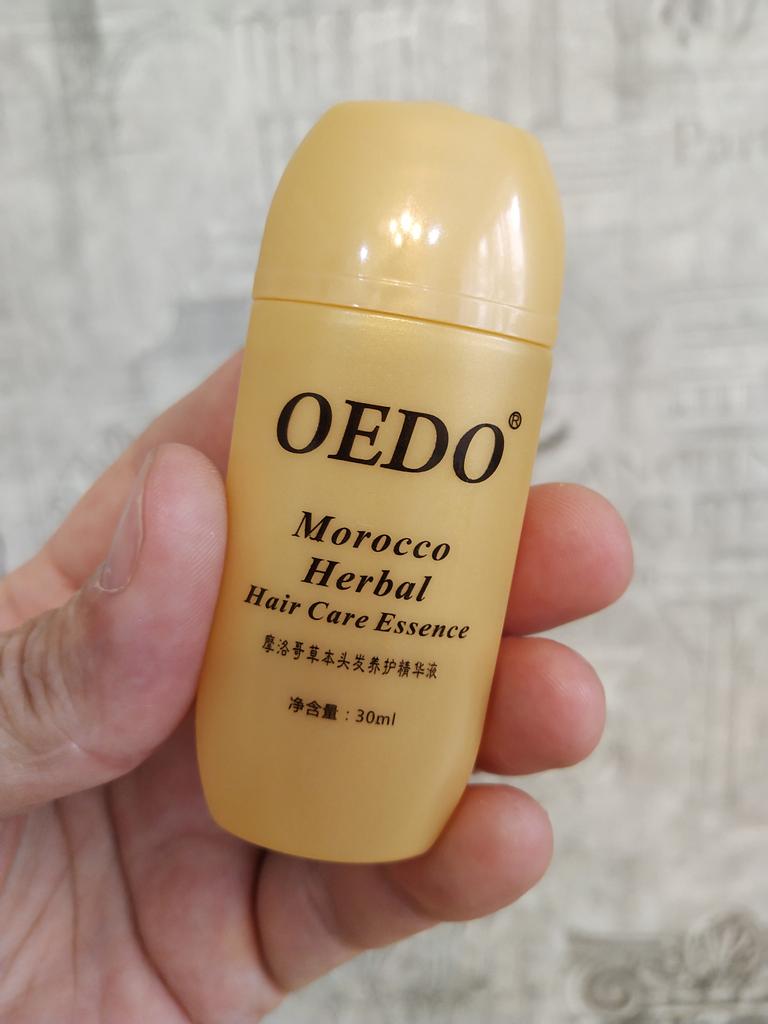 OEDO®
Morocco
Herbal
Hair Care Essence
摩洛哥草本头发养护精华液
净含量：30ml